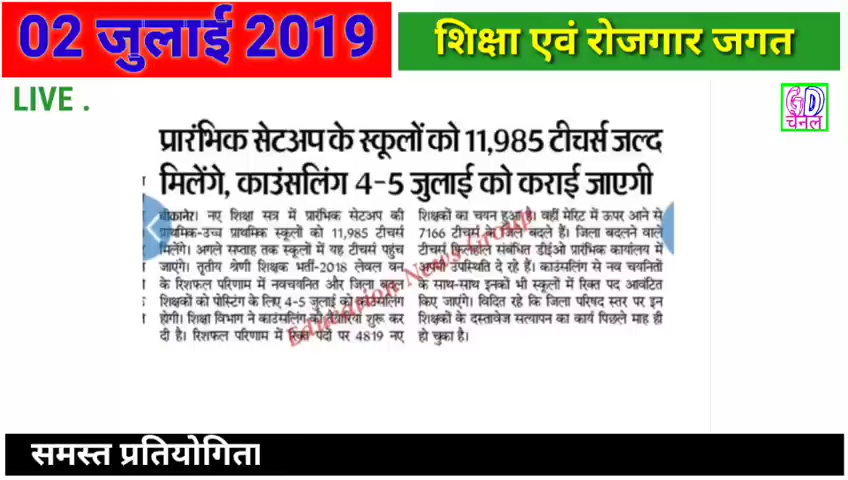 02 जुलाई 2019
शिक्षा एवं रोजगार जगत
LIVE .
GD
चैनल
प्रारंभिक सेटअप के स्कूलों को 11,985 टीचर्स जल्द
मिलेंगे, काउंसलिंग 4-5 जुलाई को कराई जाएगी
बीकानेर। नए शिक्षा सत्र में प्रारंभिक सेटअप की
प्राथमिक-उच्च प्राथमिक स्कूलों को 11,985 टीचर्स
मिलेंगे। अगले सप्ताह तक स्कूलों में यह टीचर्स पहुंच
जाएंगे। तृतीय श्रेणी शिक्षक भर्ती-2018 लेवल वन
के रिशफल परिणाम में नवचयनित और जिला बदल
शिक्षकों को पोस्टिंग के लिए 4-5 जुलाई को काउंसलिंग
होगी। शिक्षा विभाग ने काउंसलिंग की तैयारियां शुरू कर
दी है। रिशफल परिणाम में रिक्त पदों पर 4819 नए
शिक्षकों का चयन हुआ है। वहीं मेरिट में ऊपर आने से
7166 टीचर्स के जिले बदले हैं। जिला बदलने वाले
टीचर्स फिलहाल संबंधित डीईओ प्रारंभिक कार्यालय में
अपनी उपस्थिति दे रहे हैं। काउंसलिंग से नव चयनितों
के साथ-साथ इनको भी स्कूलों में रिक्त पद आवंटित
किए जाएंगे। विदित रहे कि जिला परिषद स्तर पर इन
शिक्षकों के दस्तावेज सत्यापन का कार्य पिछले माह ही
हो चुका है।
Education News Group
समस्त प्रतियोगिता